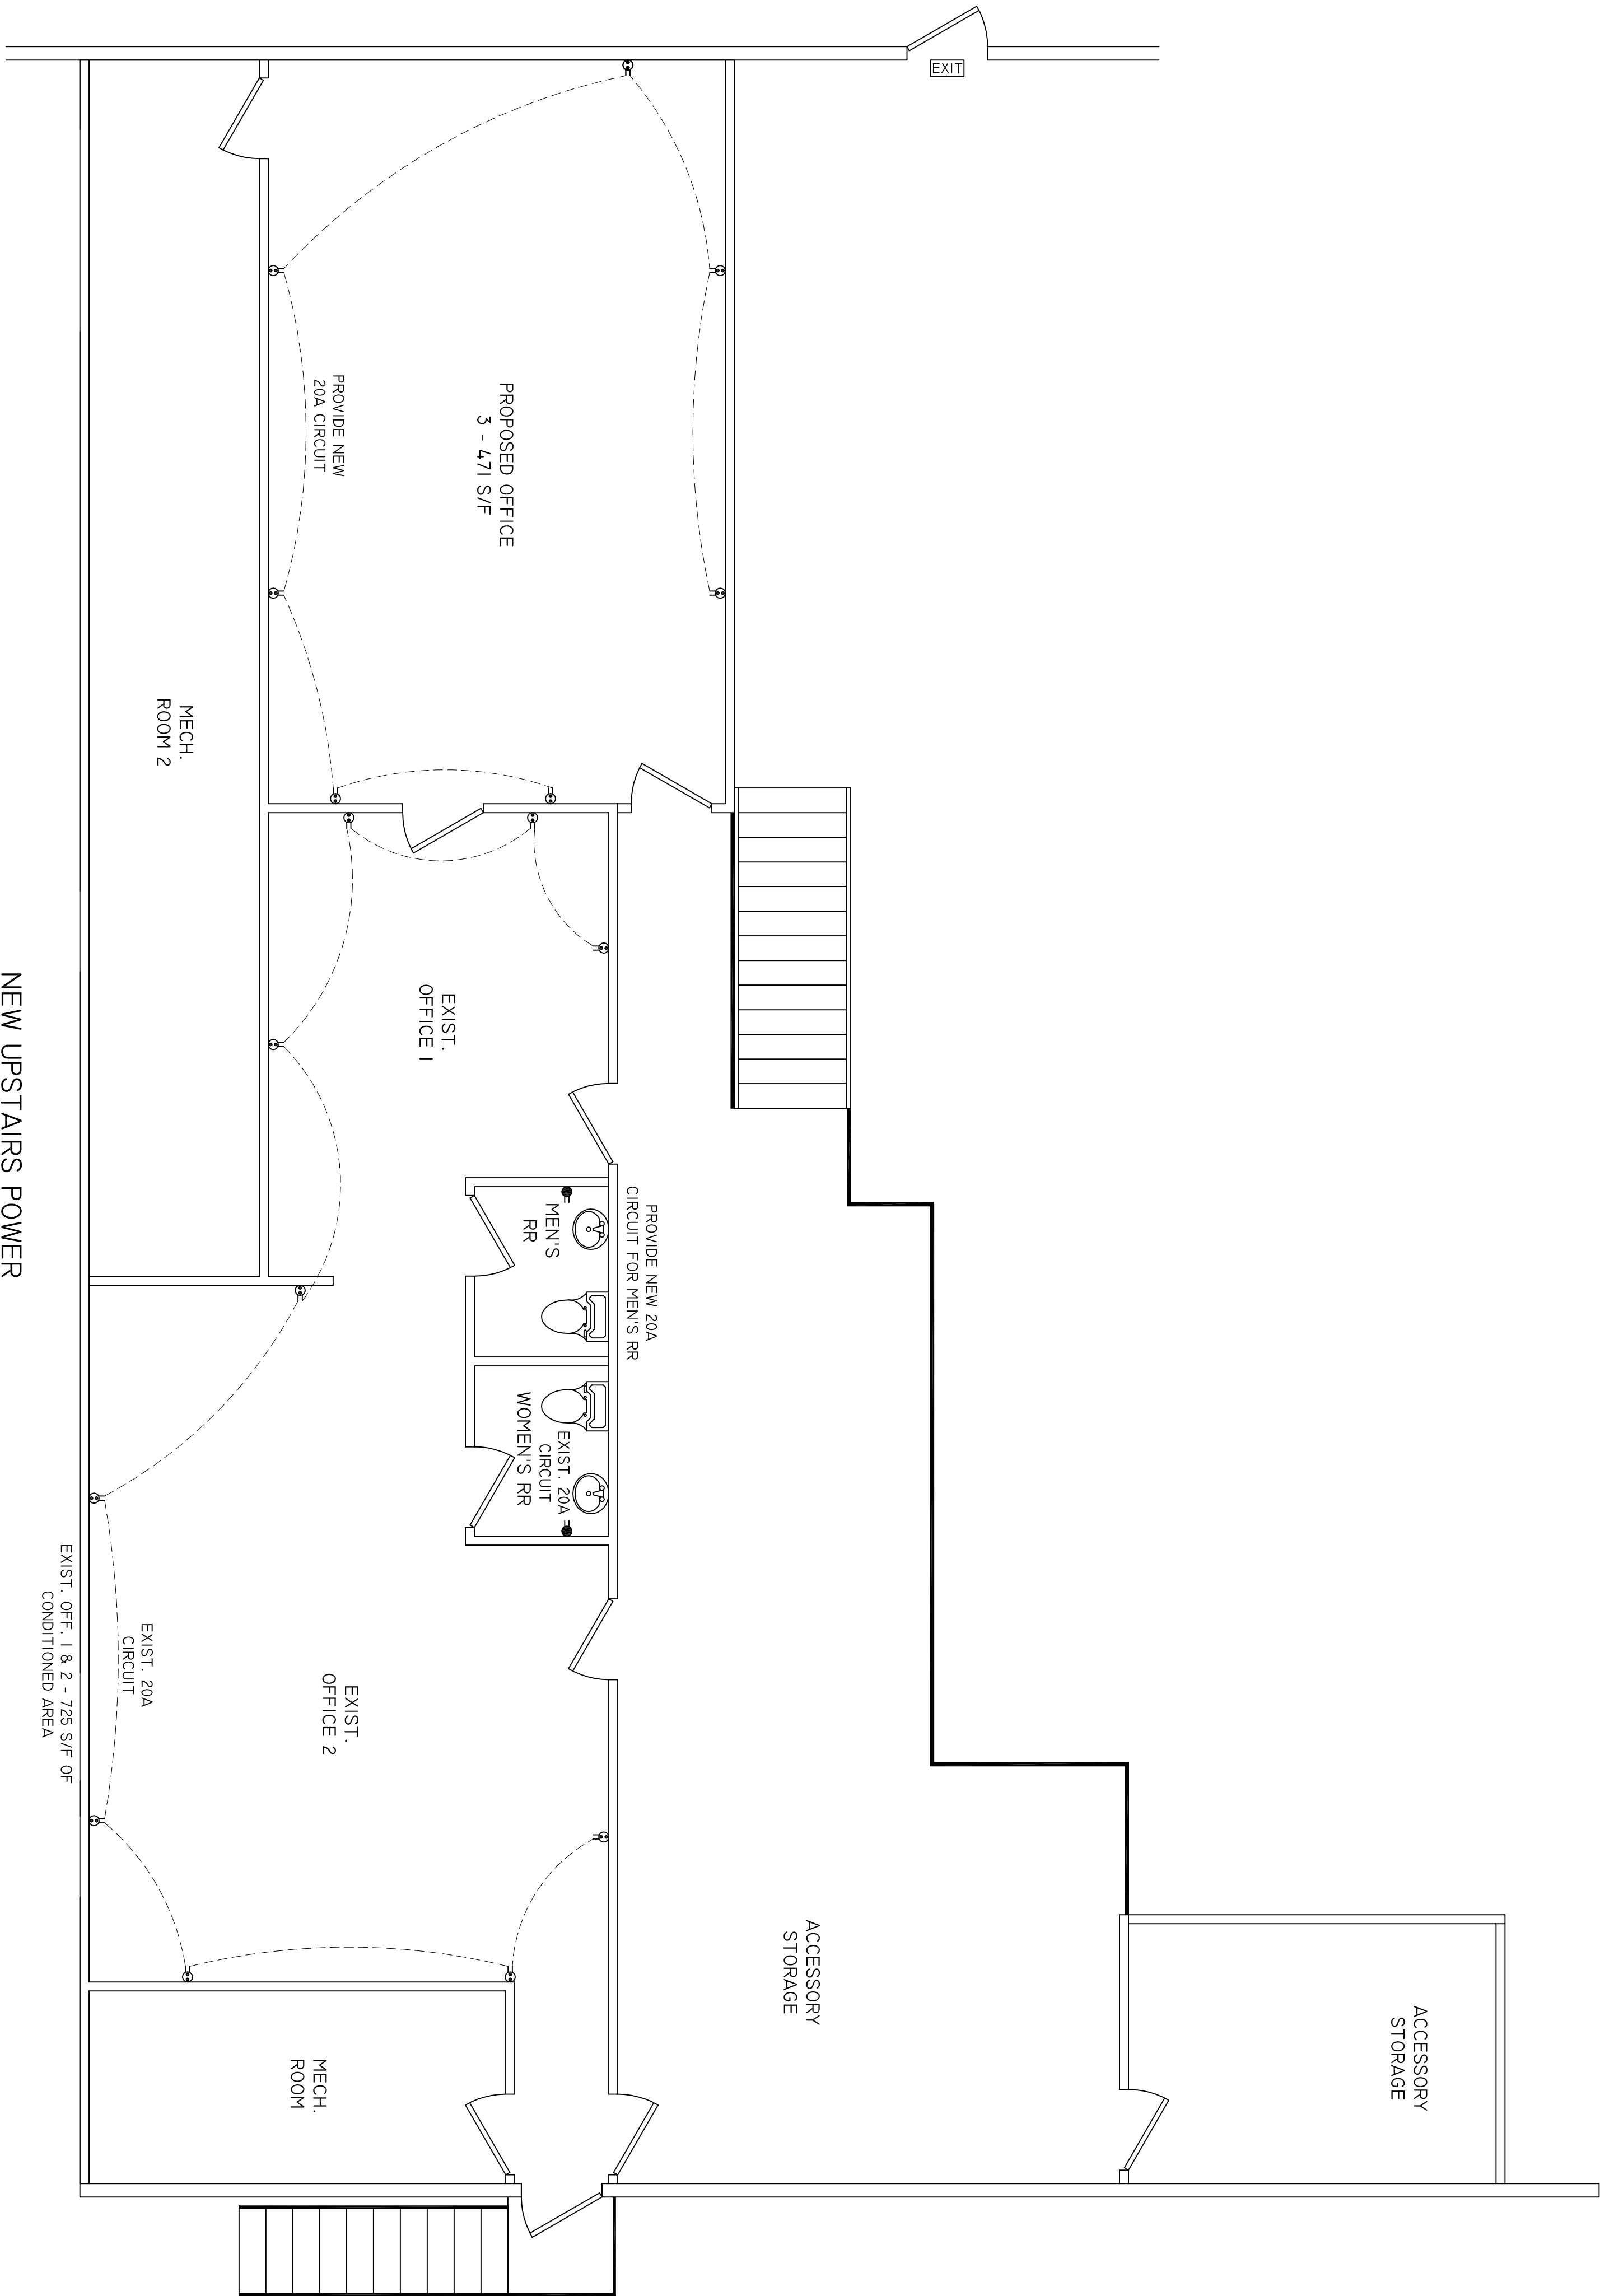 EXIT
ACCESSORY
STORAGE
ACCESSORY
STORAGE
PROVIDE NEW 20A
CIRCUIT FOR MEN'S RR
PROPOSED OFFICE
3 - 471 S/F
MEN'S
RR
EXIST. 20A
CIRCUIT
WOMEN'S RR
EXIST.
OFFICE 1
PROVIDE NEW
20A CIRCUIT
EXIST.
OFFICE 2
MECH.
ROOM
MECH.
ROOM 2
EXIST. 20A
CIRCUIT
EXIST. OFF. 1 & 2 - 725 S/F OF
CONDITIONED AREA
NEW UPSTAIRS POWER